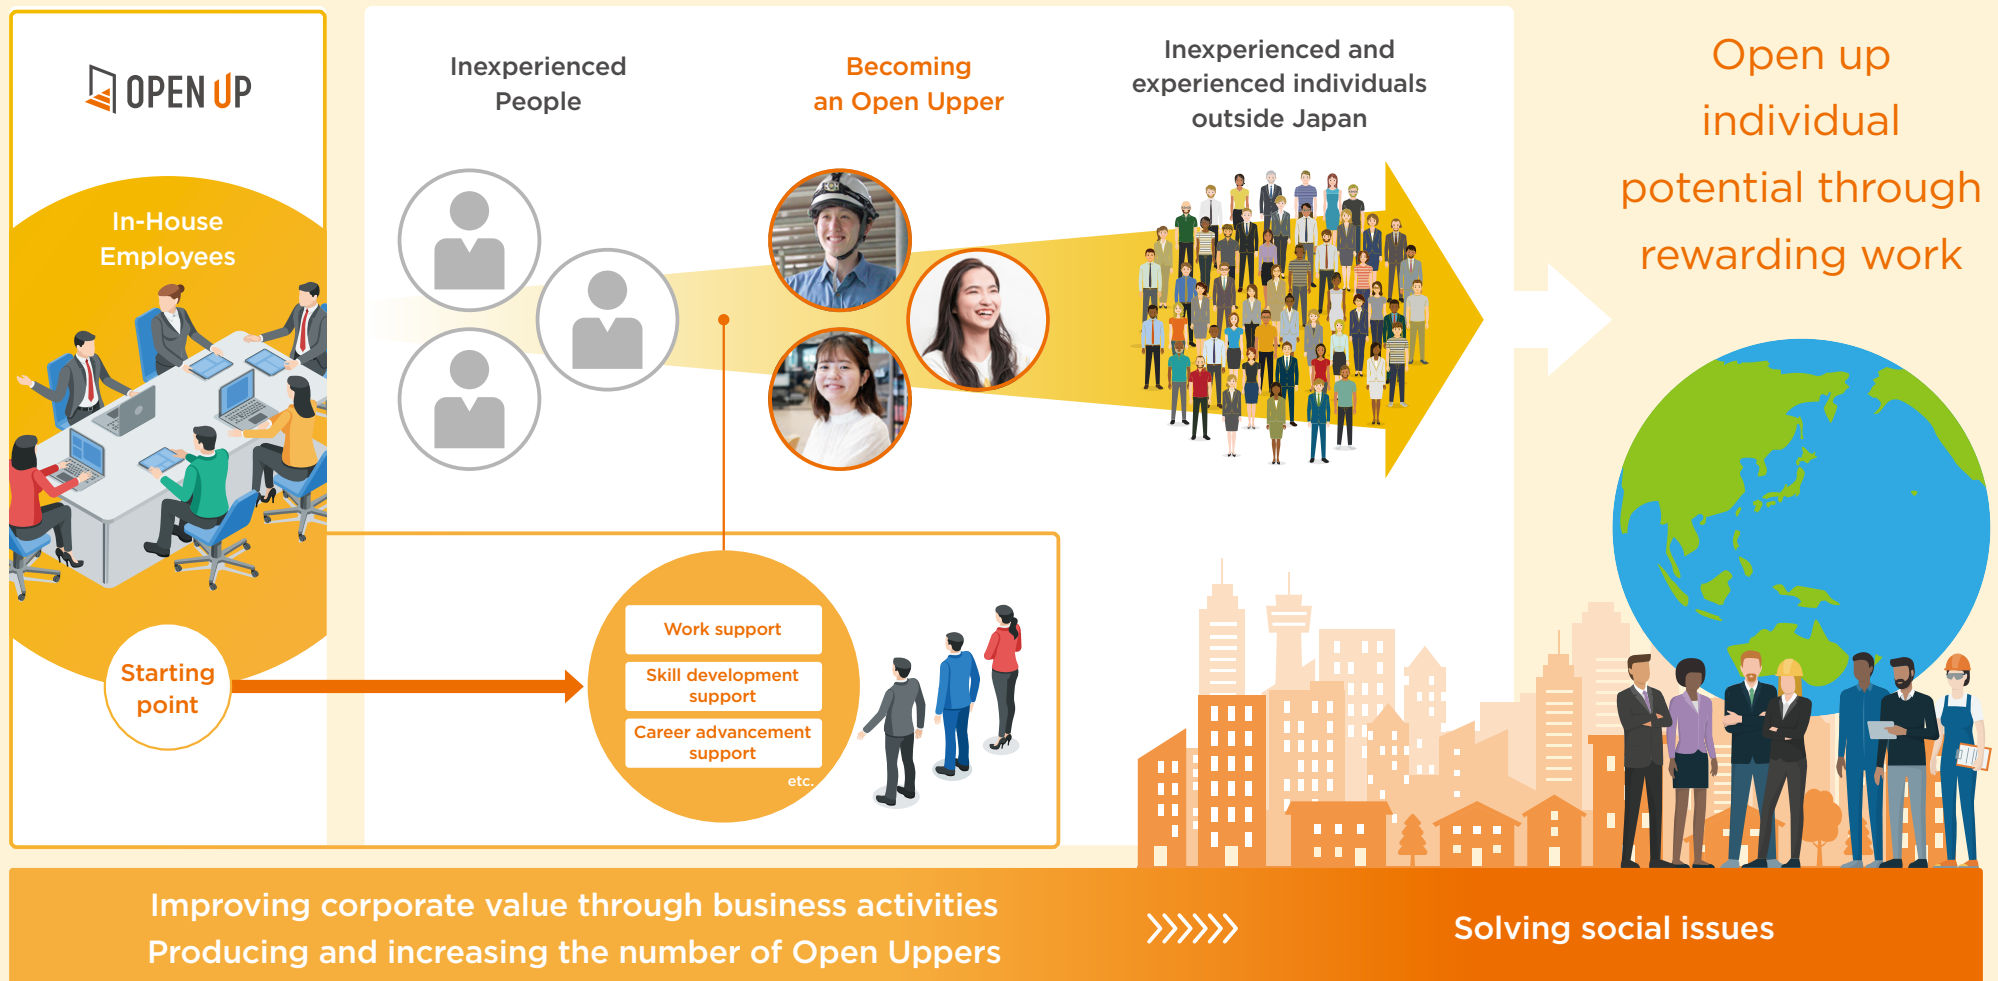 OPEN UP
In-House
Employees
Starting
point
Inexperienced
People
Becoming
an Open Upper
Inexperienced and
experienced individuals
outside Japan
Work support
Skill development
support
Career advancement
support
etc.
Open up
individual
potential through
rewarding work
Improving corporate value through business activities
Producing and increasing the number of Open Uppers
Solving social issues